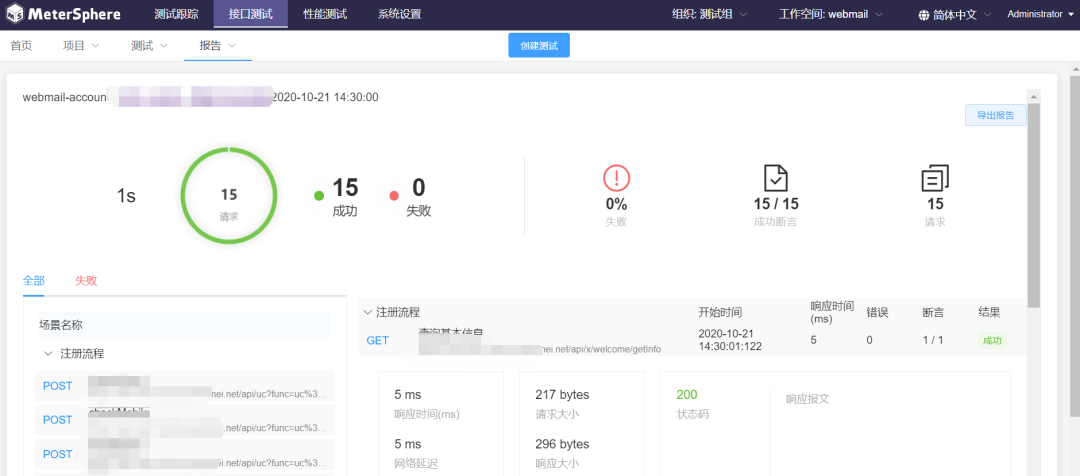 MeterSphere 测试跟踪 接口测试 性能测试 系统设置 组织: 测试组 工作空间: webmail 简体中文 Administrator
首页 项目 测试 报告 创建测试
webmail-accoun 2020-10-21 14:30:00
导出报告
1s
15
请求
15
成功
0
失败
0%
失败
15 / 15
成功断言
15
请求
全部 失败
场景名称
注册流程
POST
nei.net/api/uc?func=uc%3...
POST
net/api/uc?func=uc%3...
POST
ei.net/api/uc?func=uc%3...
注册流程 开始时间 响应时间(ms) 错误 断言 结果
GET 查询基本信息
nei.net/api/x/welcome/getInfo
2020-10-21
14:30:01:122
5 0 1 / 1 成功
5 ms
响应时间(ms)
5 ms
网络延迟
217 bytes
请求大小
296 bytes
响应大小
200
状态码
响应报文